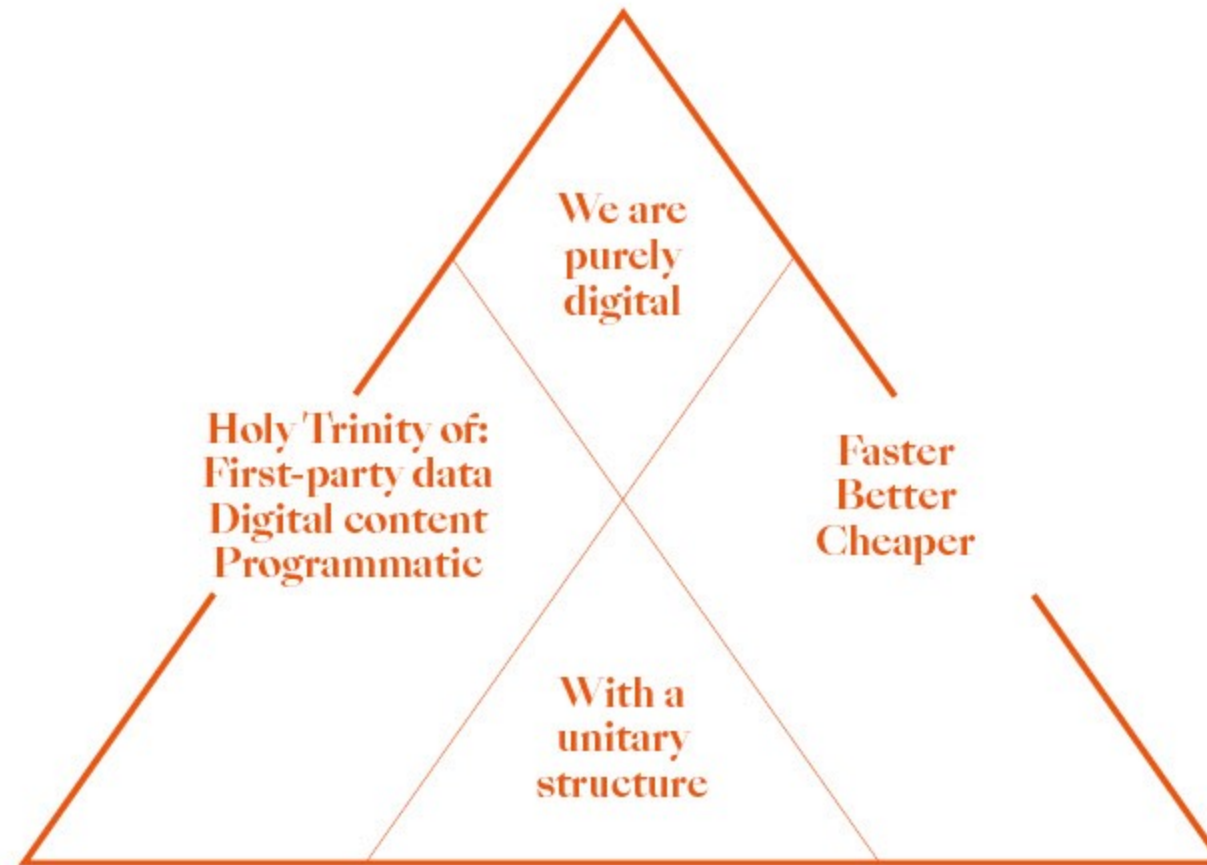 We are
purely
digital
Holy Trinity of:
First-party data
Digital content
Programmatic
Faster
Better
Cheaper
With a
unitary
structure